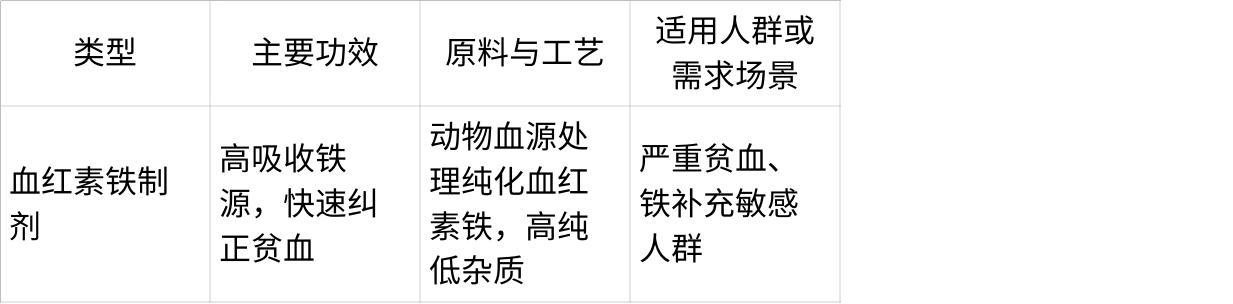 类型
主要功效
原料与工艺
适用人群或
需求场景
血红素铁制
剂
高吸收铁
源，快速纠
正贫血
动物血源处
理纯化血红
素铁，高纯
低杂质
严重贫血、
铁补充敏感
人群